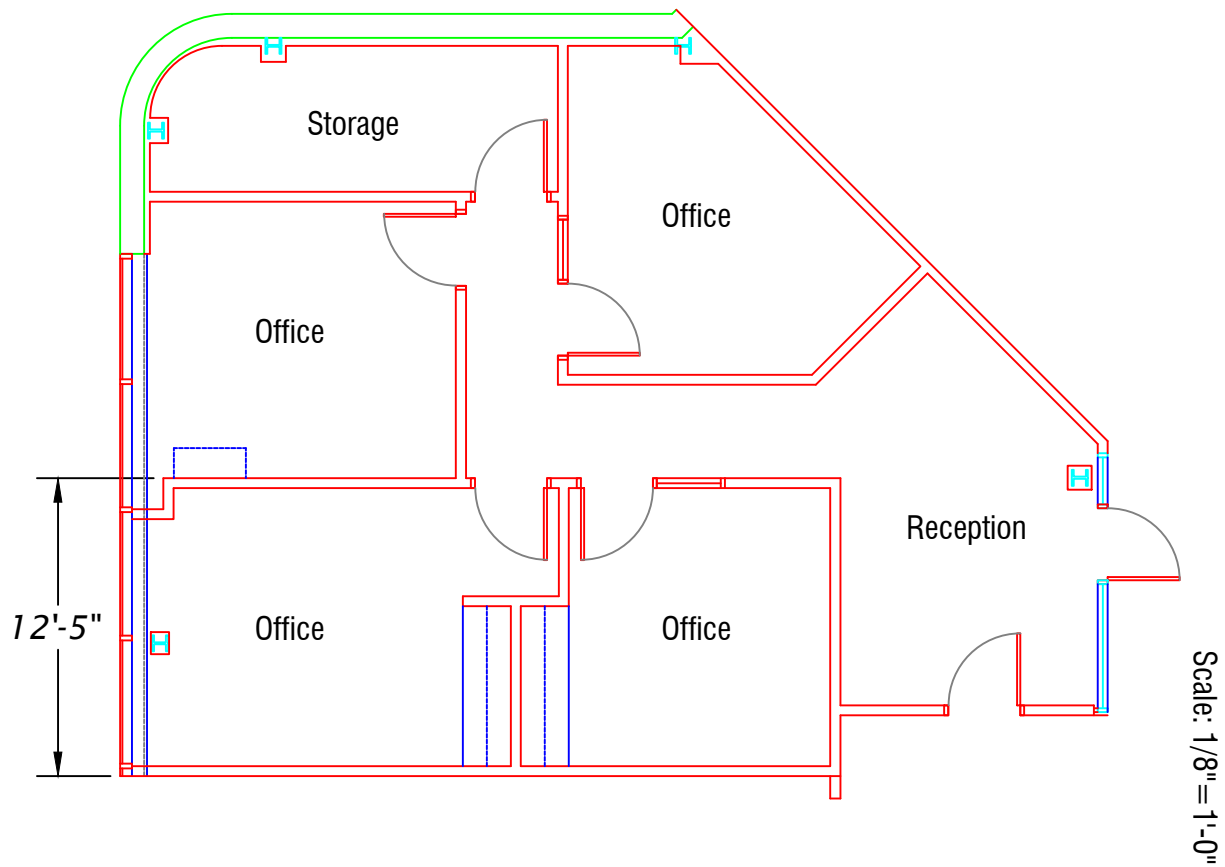 Storage
Office
Office
Reception
12'-5"
Office
Office
Scale: 1/8"=1'-0"